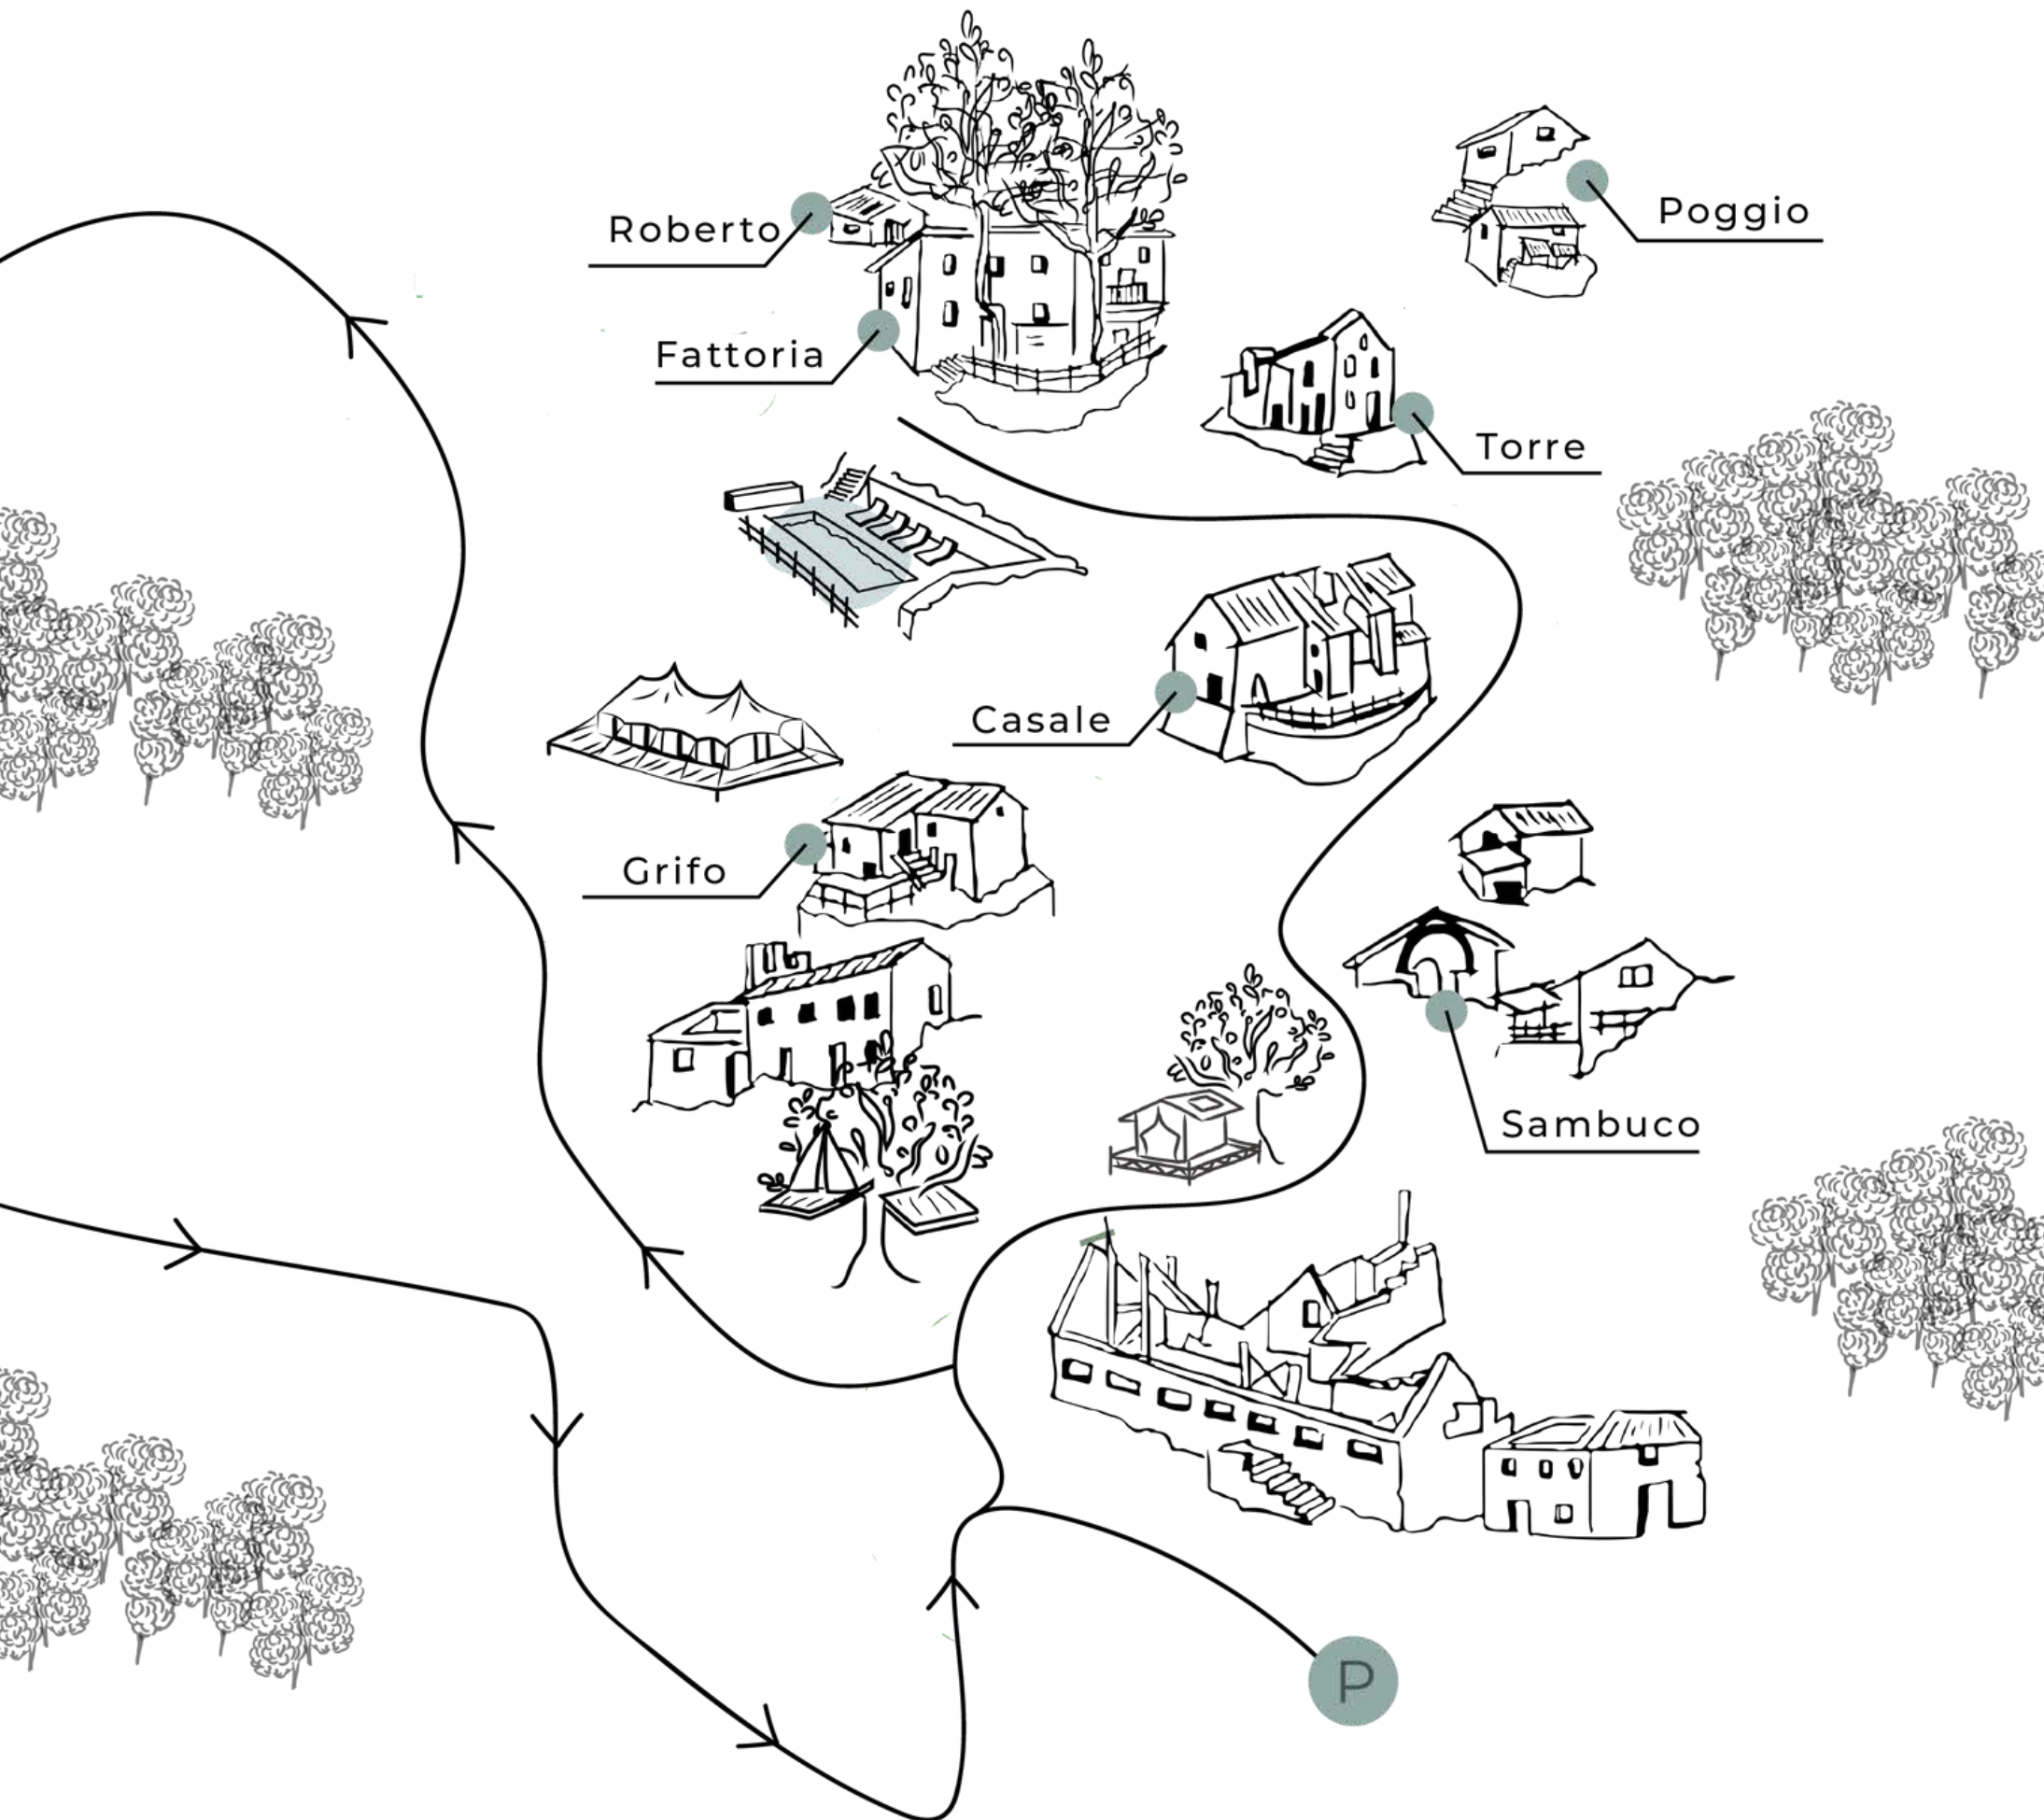 Roberto
Poggio
Fattoria
Torre
Casale
Grifo
Sambuco
P